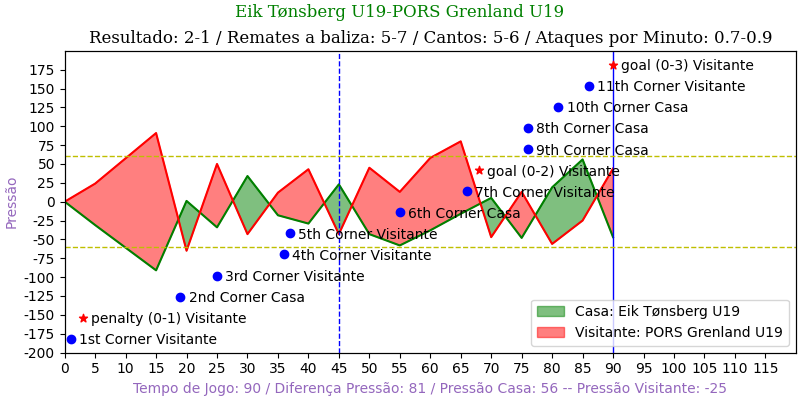 Eik Tønsberg U19-PORS Grenland U19
Resultado: 2-1 / Remates a baliza: 5-7 / Cantos: 5-6 / Ataques por Minuto: 0.7-0.9
goal (0-3) Visitante
11th Corner Visitante
10th Corner Casa
8th Corner Casa
9th Corner Casa
goal (0-2) Visitante
7th Corner Visitante
6th Corner Casa
5th Corner Visitante
4th Corner Visitante
3rd Corner Visitante
2nd Corner Casa
penalty (0-1) Visitante
1st Corner Visitante
175
150
125
100
75
50
25
0
-25
-50
-75
-100
-125
-150
-175
-200
Pressão
Casa: Eik Tønsberg U19
Visitante: PORS Grenland U19
0 5 10 15 20 25 30 35 40 45 50 55 60 65 70 75 80 85 90 95 100 105 110 115
Tempo de Jogo: 90 / Diferença Pressão: 81 / Pressão Casa: 56 -- Pressão Visitante: -25